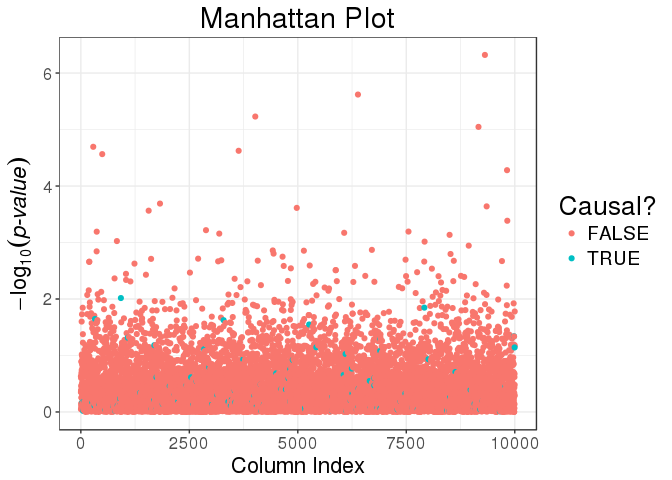 Manhattan Plot
6
4
2
0
−log10(p-value)
0 2500 5000 7500 10000
Column Index
Causal?
FALSE
TRUE